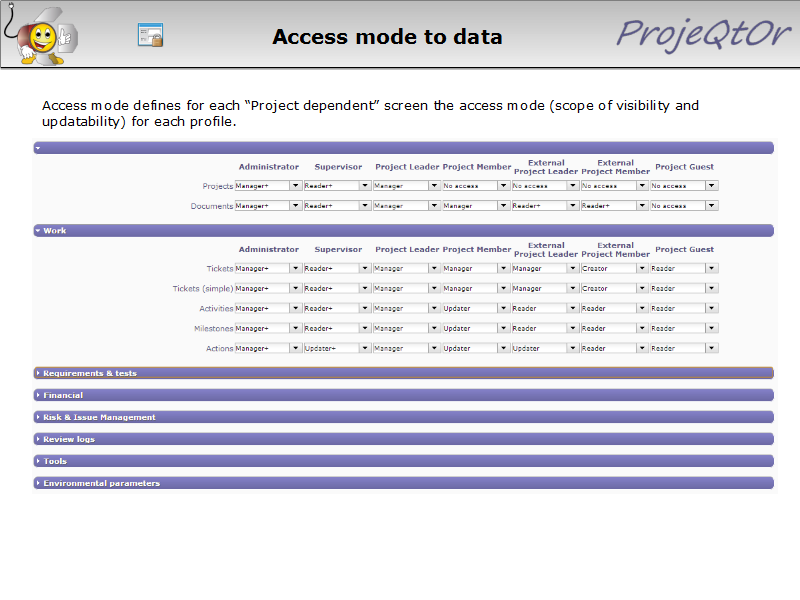 Access mode to data
ProjeQtOr
Access mode defines for each “Project dependent” screen the access mode (scope of visibility and
updatability) for each profile.
Administrator Supervisor Project Leader Project Member External Project Leader External Project Member Project Guest
Projects Manager+ Reader+ Manager No access No access No access No access
Documents Manager+ Reader+ Manager Manager Reader+ Reader+ No access
Work
Administrator Supervisor Project Leader Project Member External Project Leader External Project Member Project Guest
Tickets Manager+ Reader+ Manager Manager Manager Creator Reader
Tickets (simple) Manager+ Reader+ Manager Manager Manager Creator Reader
Activities Manager+ Reader+ Manager Updater Reader Reader Reader
Milestones Manager+ Reader+ Manager Updater Reader Reader Reader
Actions Manager+ Updater+ Manager Updater Updater Reader Reader
Requirements & tests
Financial
Risk & Issue Management
Review logs
Tools
Environmental parameters